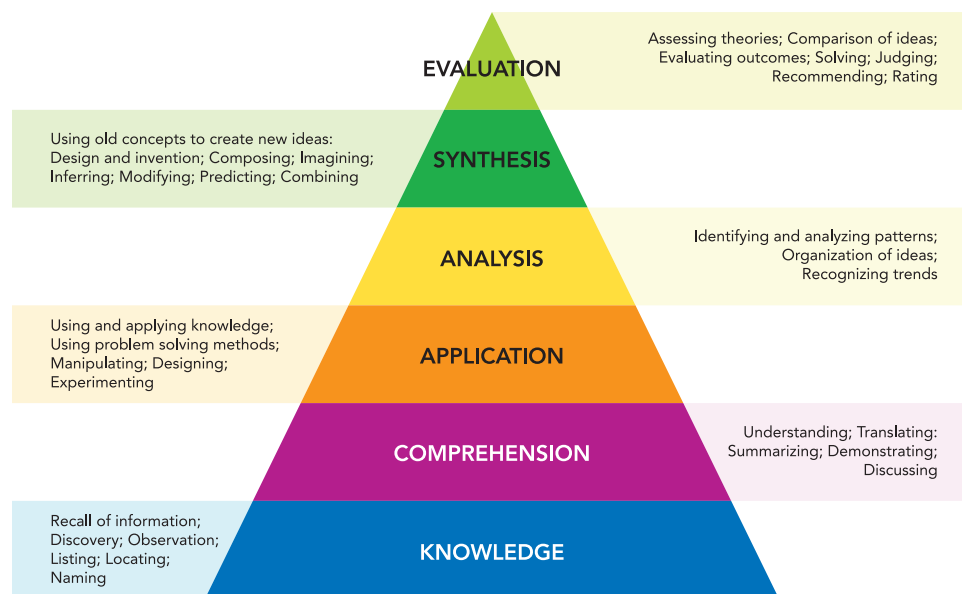 EVALUATION
Assessing theories; Comparison of ideas;
Evaluating outcomes; Solving; Judging;
Recommending; Rating
Using old concepts to create new ideas:
Design and invention; Composing; Imagining;
Inferring; Modifying; Predicting; Combining
SYNTHESIS
ANALYSIS
Identifying and analyzing patterns;
Organization of ideas;
Recognizing trends
Using and applying knowledge;
Using problem solving methods;
Manipulating; Designing;
Experimenting
APPLICATION
COMPREHENSION
Understanding; Translating:
Summarizing; Demonstrating;
Discussing
Recall of information;
Discovery; Observation;
Listing; Locating;
Naming
KNOWLEDGE